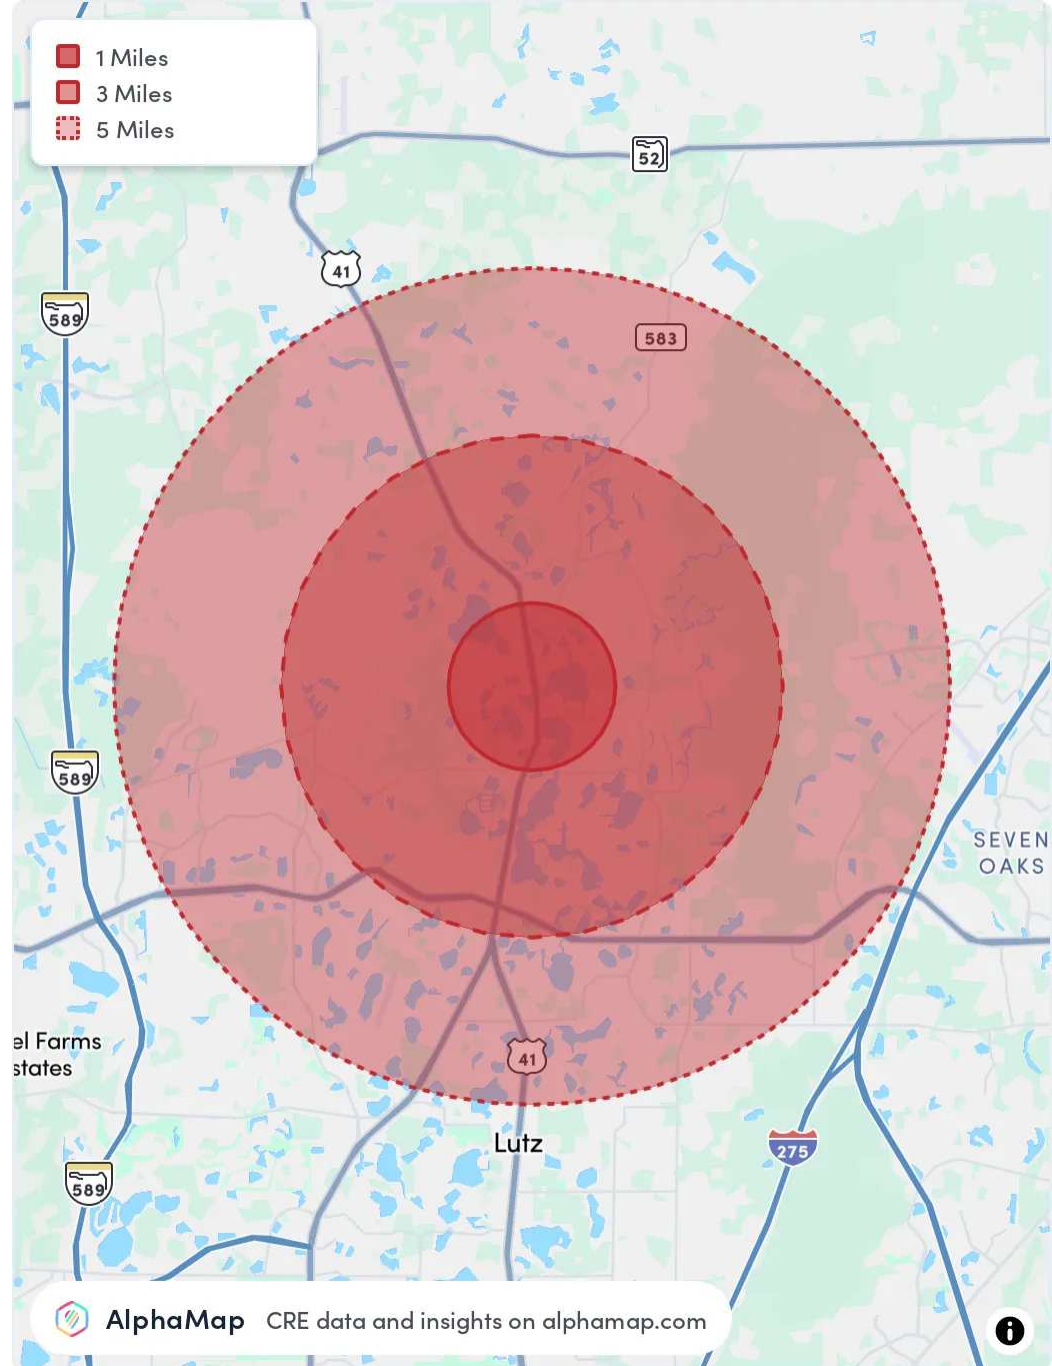 1 Miles
3 Miles
5 Miles
52
41
589
583
589
SEVEN
OAKS
el Farms
states
41
Lutz
275
589
AlphaMap CRE data and insights on alphamap.com